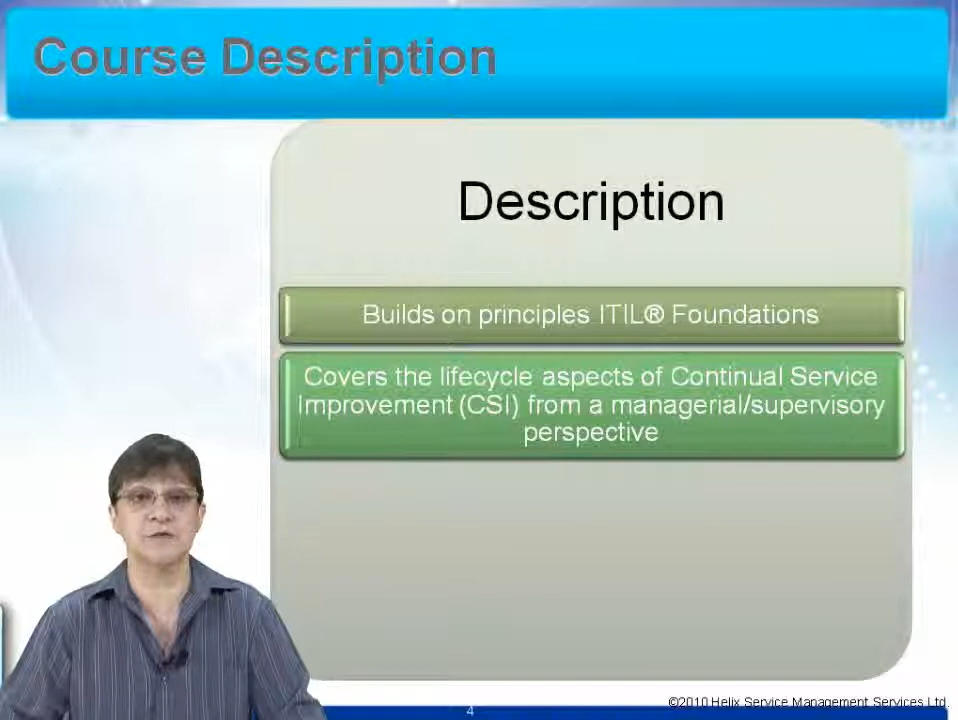 Course Description
Description
Builds on principles ITIL® Foundations
Covers the lifecycle aspects of Continual Service
Improvement (CSI) from a managerial/supervisory
perspective
©2010 Helix Service Management Services Ltd.
4